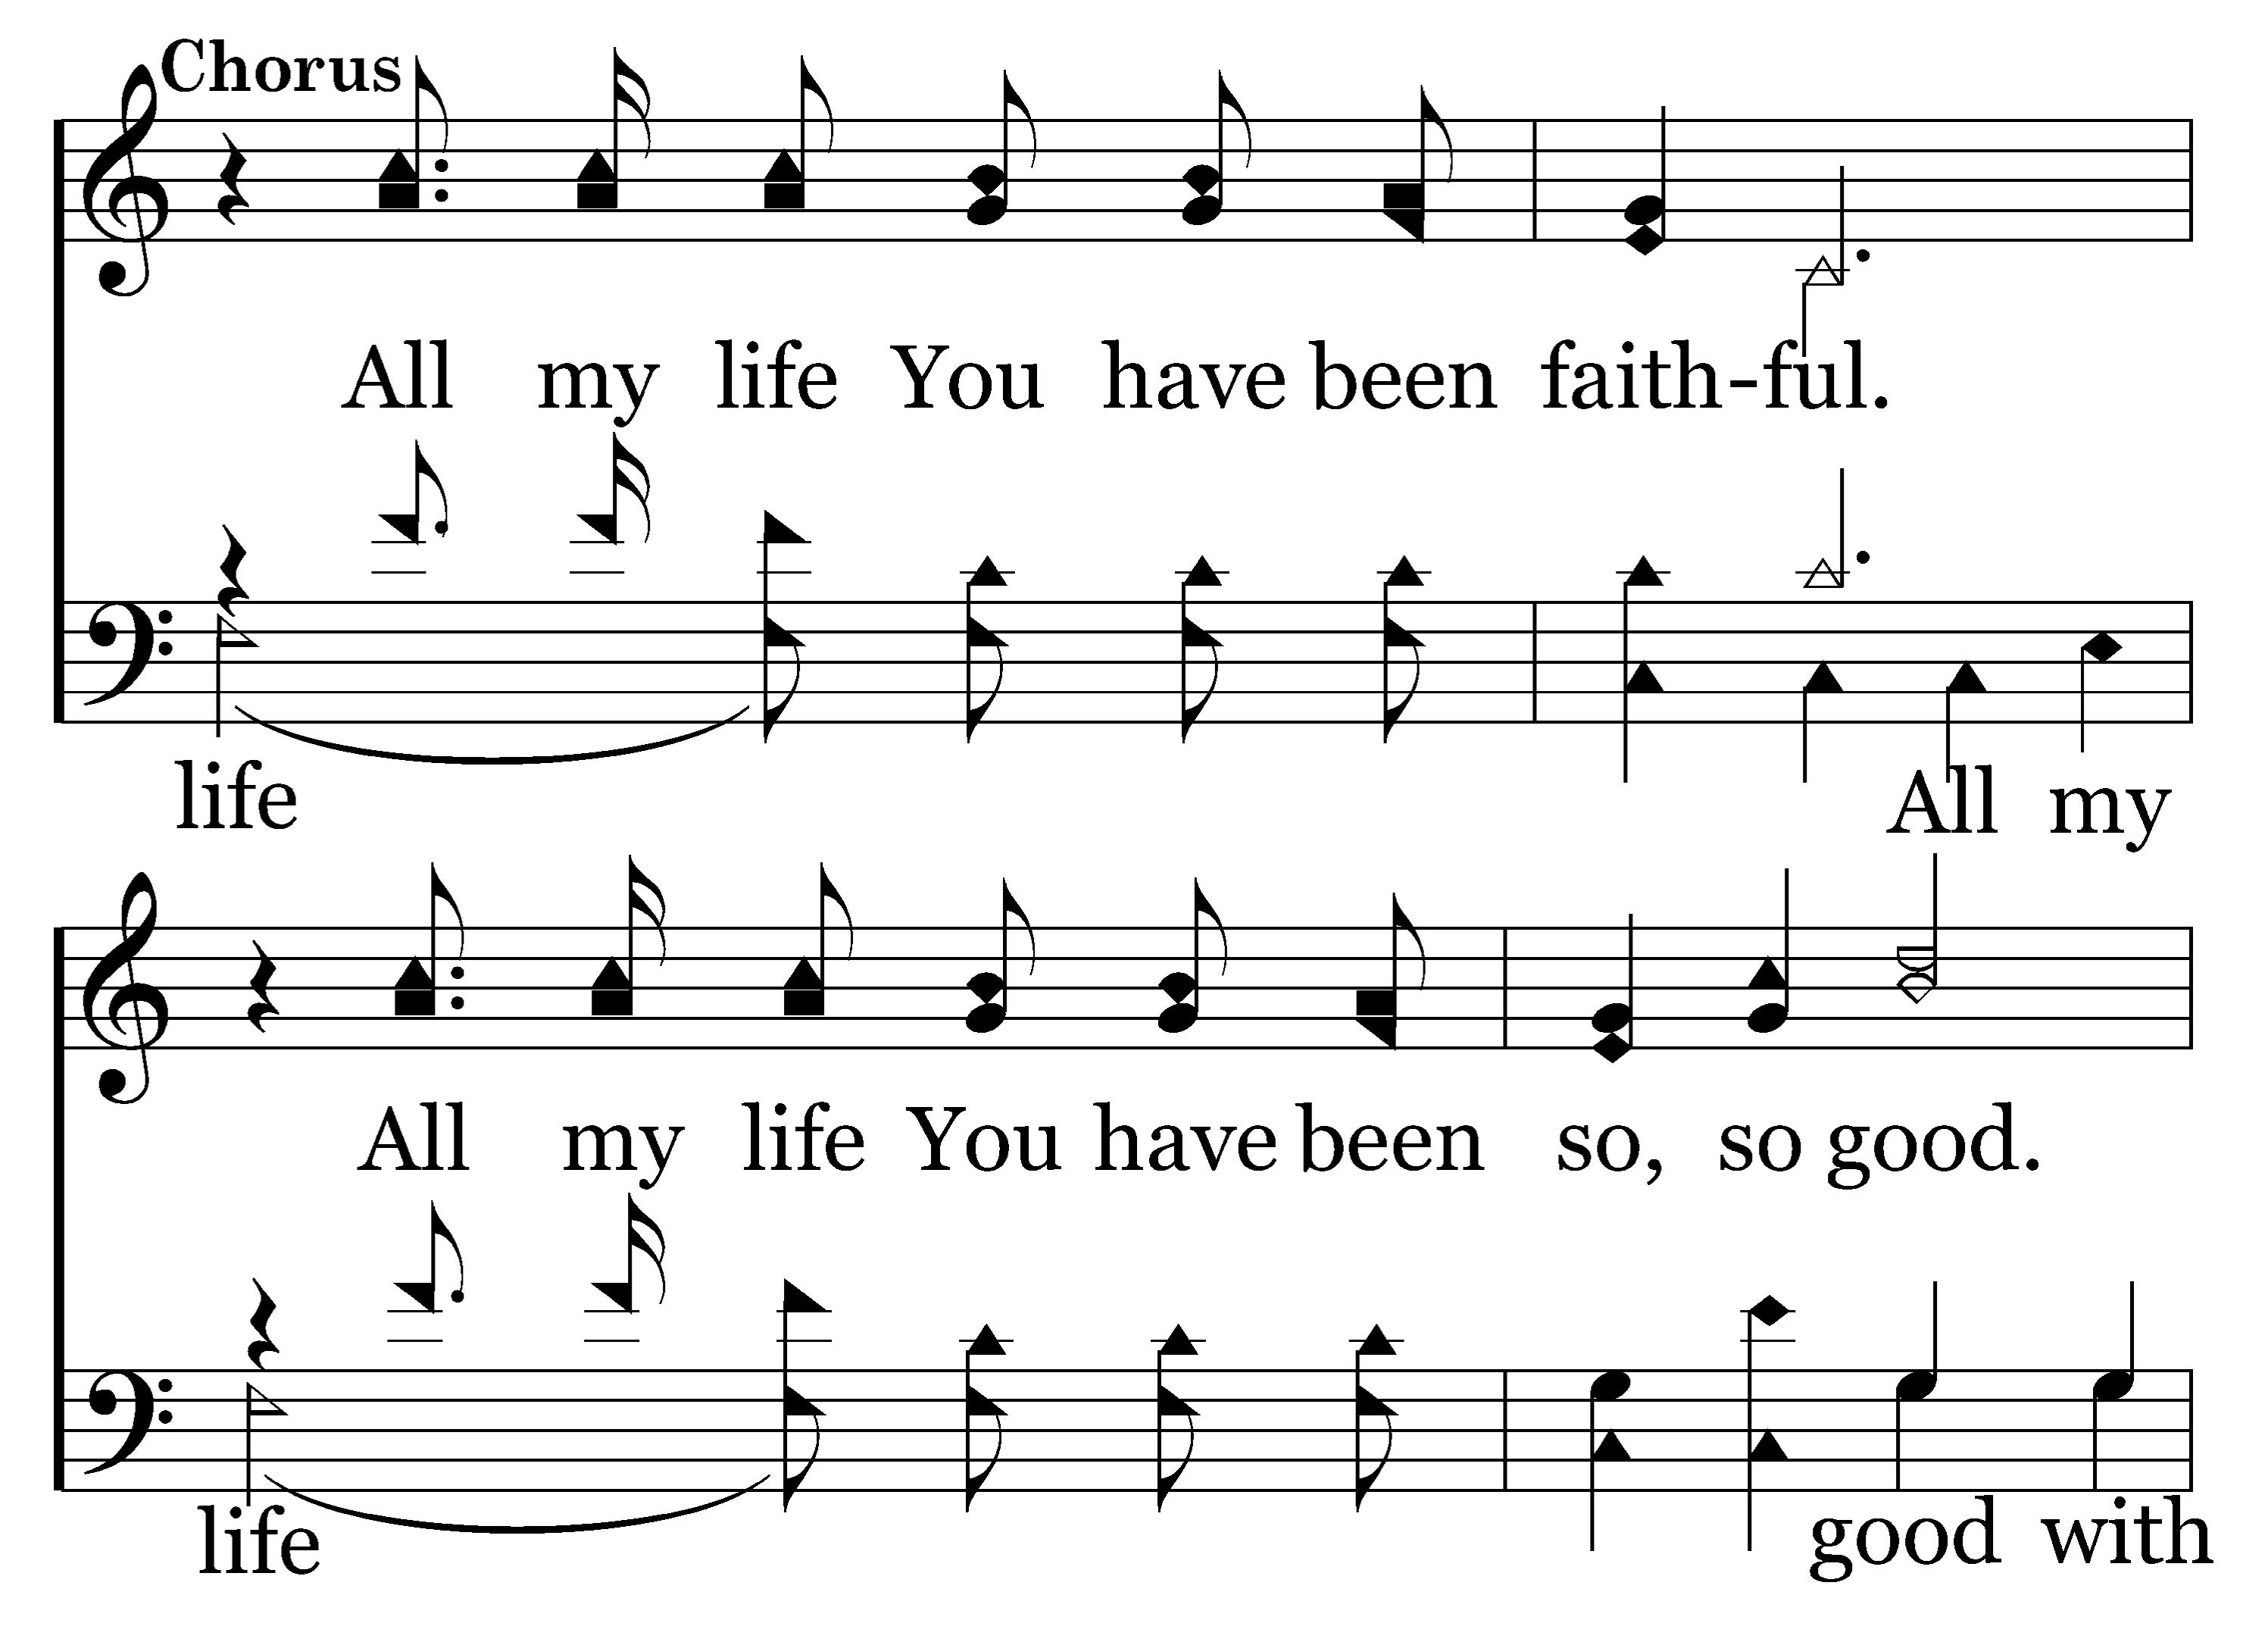 Chorus
All my life You have been faith-ful.
life All my
All my life You have been so, so good.
life good with